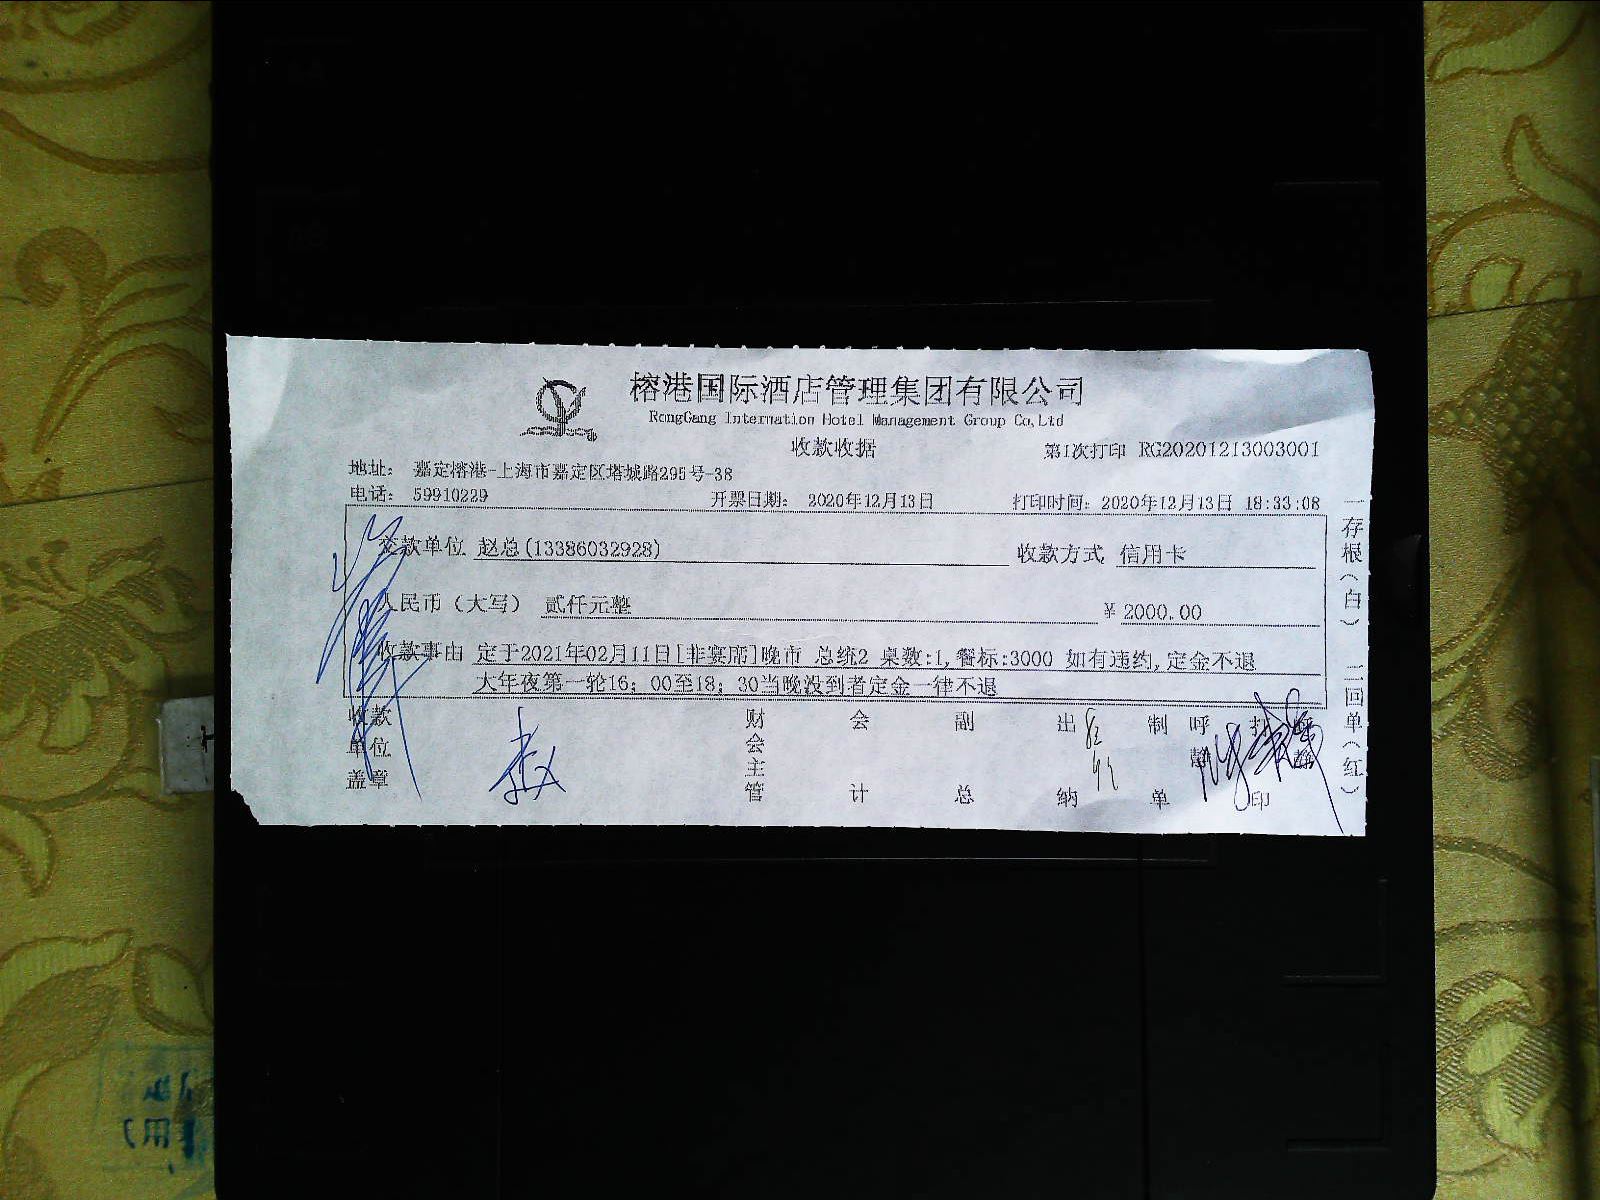 榕港国际酒店管理集团有限公司
RongGang Internation Hotel Management Group Co,Ltd
收款收据
第1次打印 RG20201213003001
地址： 嘉定榕港-上海市嘉定区塔城路295号-38
电话： 59910229 开票日期： 2020年12月13日 打印时间： 2020年12月13日 18:33:08
交款单位 赵总(13386032928) 收款方式 信用卡
人民币（大写） 贰仟元整 ￥ 2000.00
收款事由 定于2021年02月11日[非宴席]晚市 总统2 桌数:1,餐标:3000 如有违约,定金不退
大年夜第一轮16；00至18；30当晚没到者定金一律不退
收款单位盖章 赵 财会主管 会计 副总 出纳 制单 呼静 打印 呼静
一存根（白） 二回单（红）